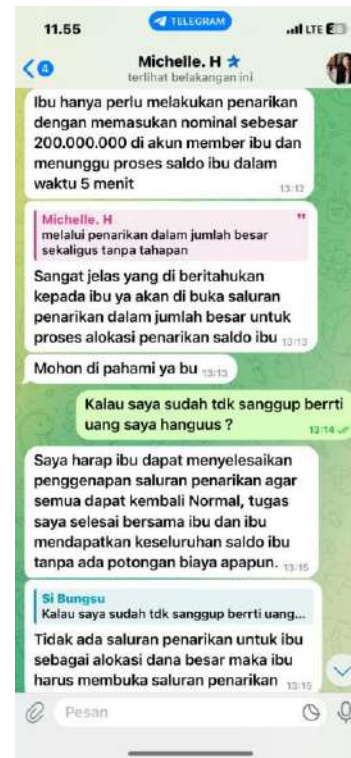 11.55
TELEGRAM
LTE
4
Michelle. H
terlihat belakangan ini
Ibu hanya perlu melakukan penarikan
dengan memasukan nominal sebesar
200.000.000 di akun member ibu dan
menunggu proses saldo ibu dalam
waktu 5 menit
13:12
Michelle. H
melalui penarikan dalam jumlah besar
sekaligus tanpa tahapan
Sangat jelas yang di beritahukan
kepada ibu ya akan di buka saluran
penarikan dalam jumlah besar untuk
proses alokasi penarikan saldo ibu 13:13
Mohon di pahami ya bu 13:13
Kalau saya sudah tdk sanggup berrti
uang saya hanguus ?
13:14
Saya harap ibu dapat menyelesaikan
penggenapan saluran penarikan agar
semua dapat kembali Normal, tugas
saya selesai bersama ibu dan ibu
mendapatkan keseluruhan saldo ibu
tanpa ada potongan biaya apapun. 13:15
Si Bungsu
Kalau saya sudah tdk sanggup berrti uang...
Tidak ada saluran penarikan untuk ibu
sebagai alokasi dana besar maka ibu
harus membuka saluran penarikan 13:15
Pesan